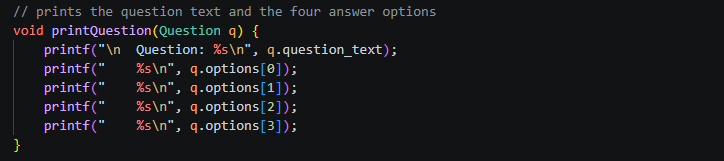 // prints the question text and the four answer options
void printQuestion(Question q) {
    printf("\n  Question: %s\n", q.question_text);
    printf("    %s\n", q.options[0]);
    printf("    %s\n", q.options[1]);
    printf("    %s\n", q.options[2]);
    printf("    %s\n", q.options[3]);
}